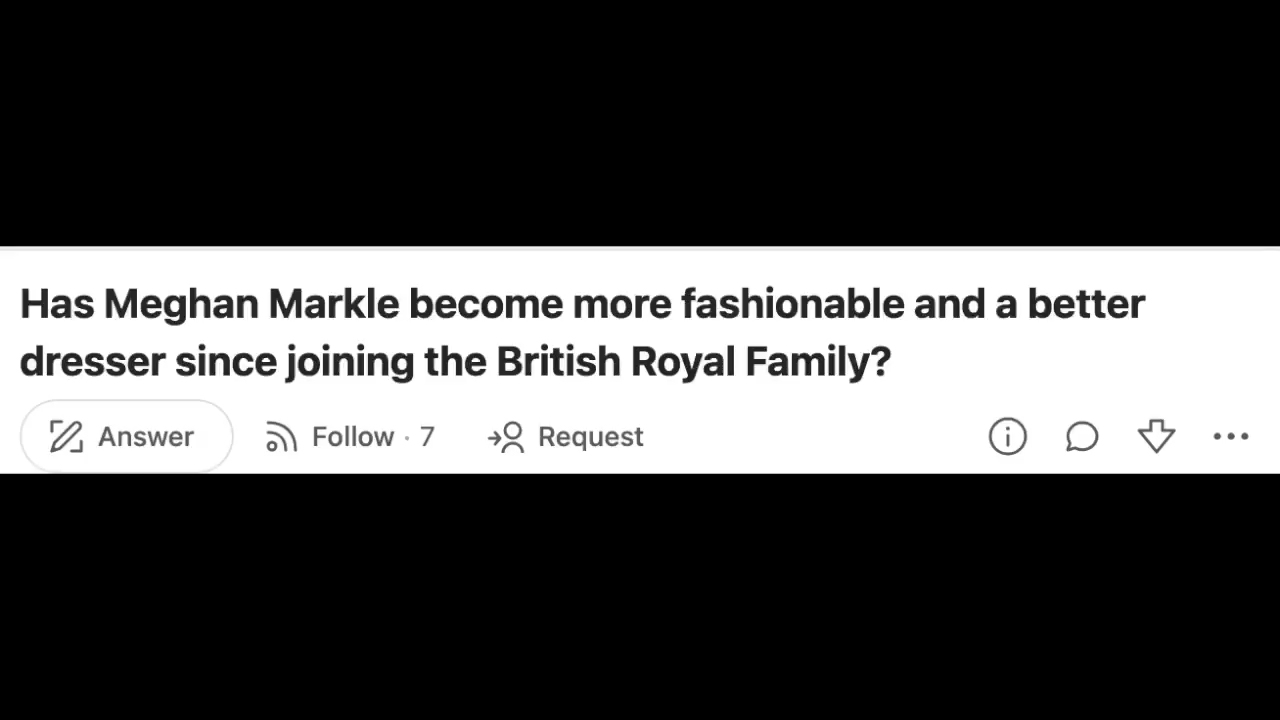 Has Meghan Markle become more fashionable and a better
dresser since joining the British Royal Family?
Answer Follow · 7 Request